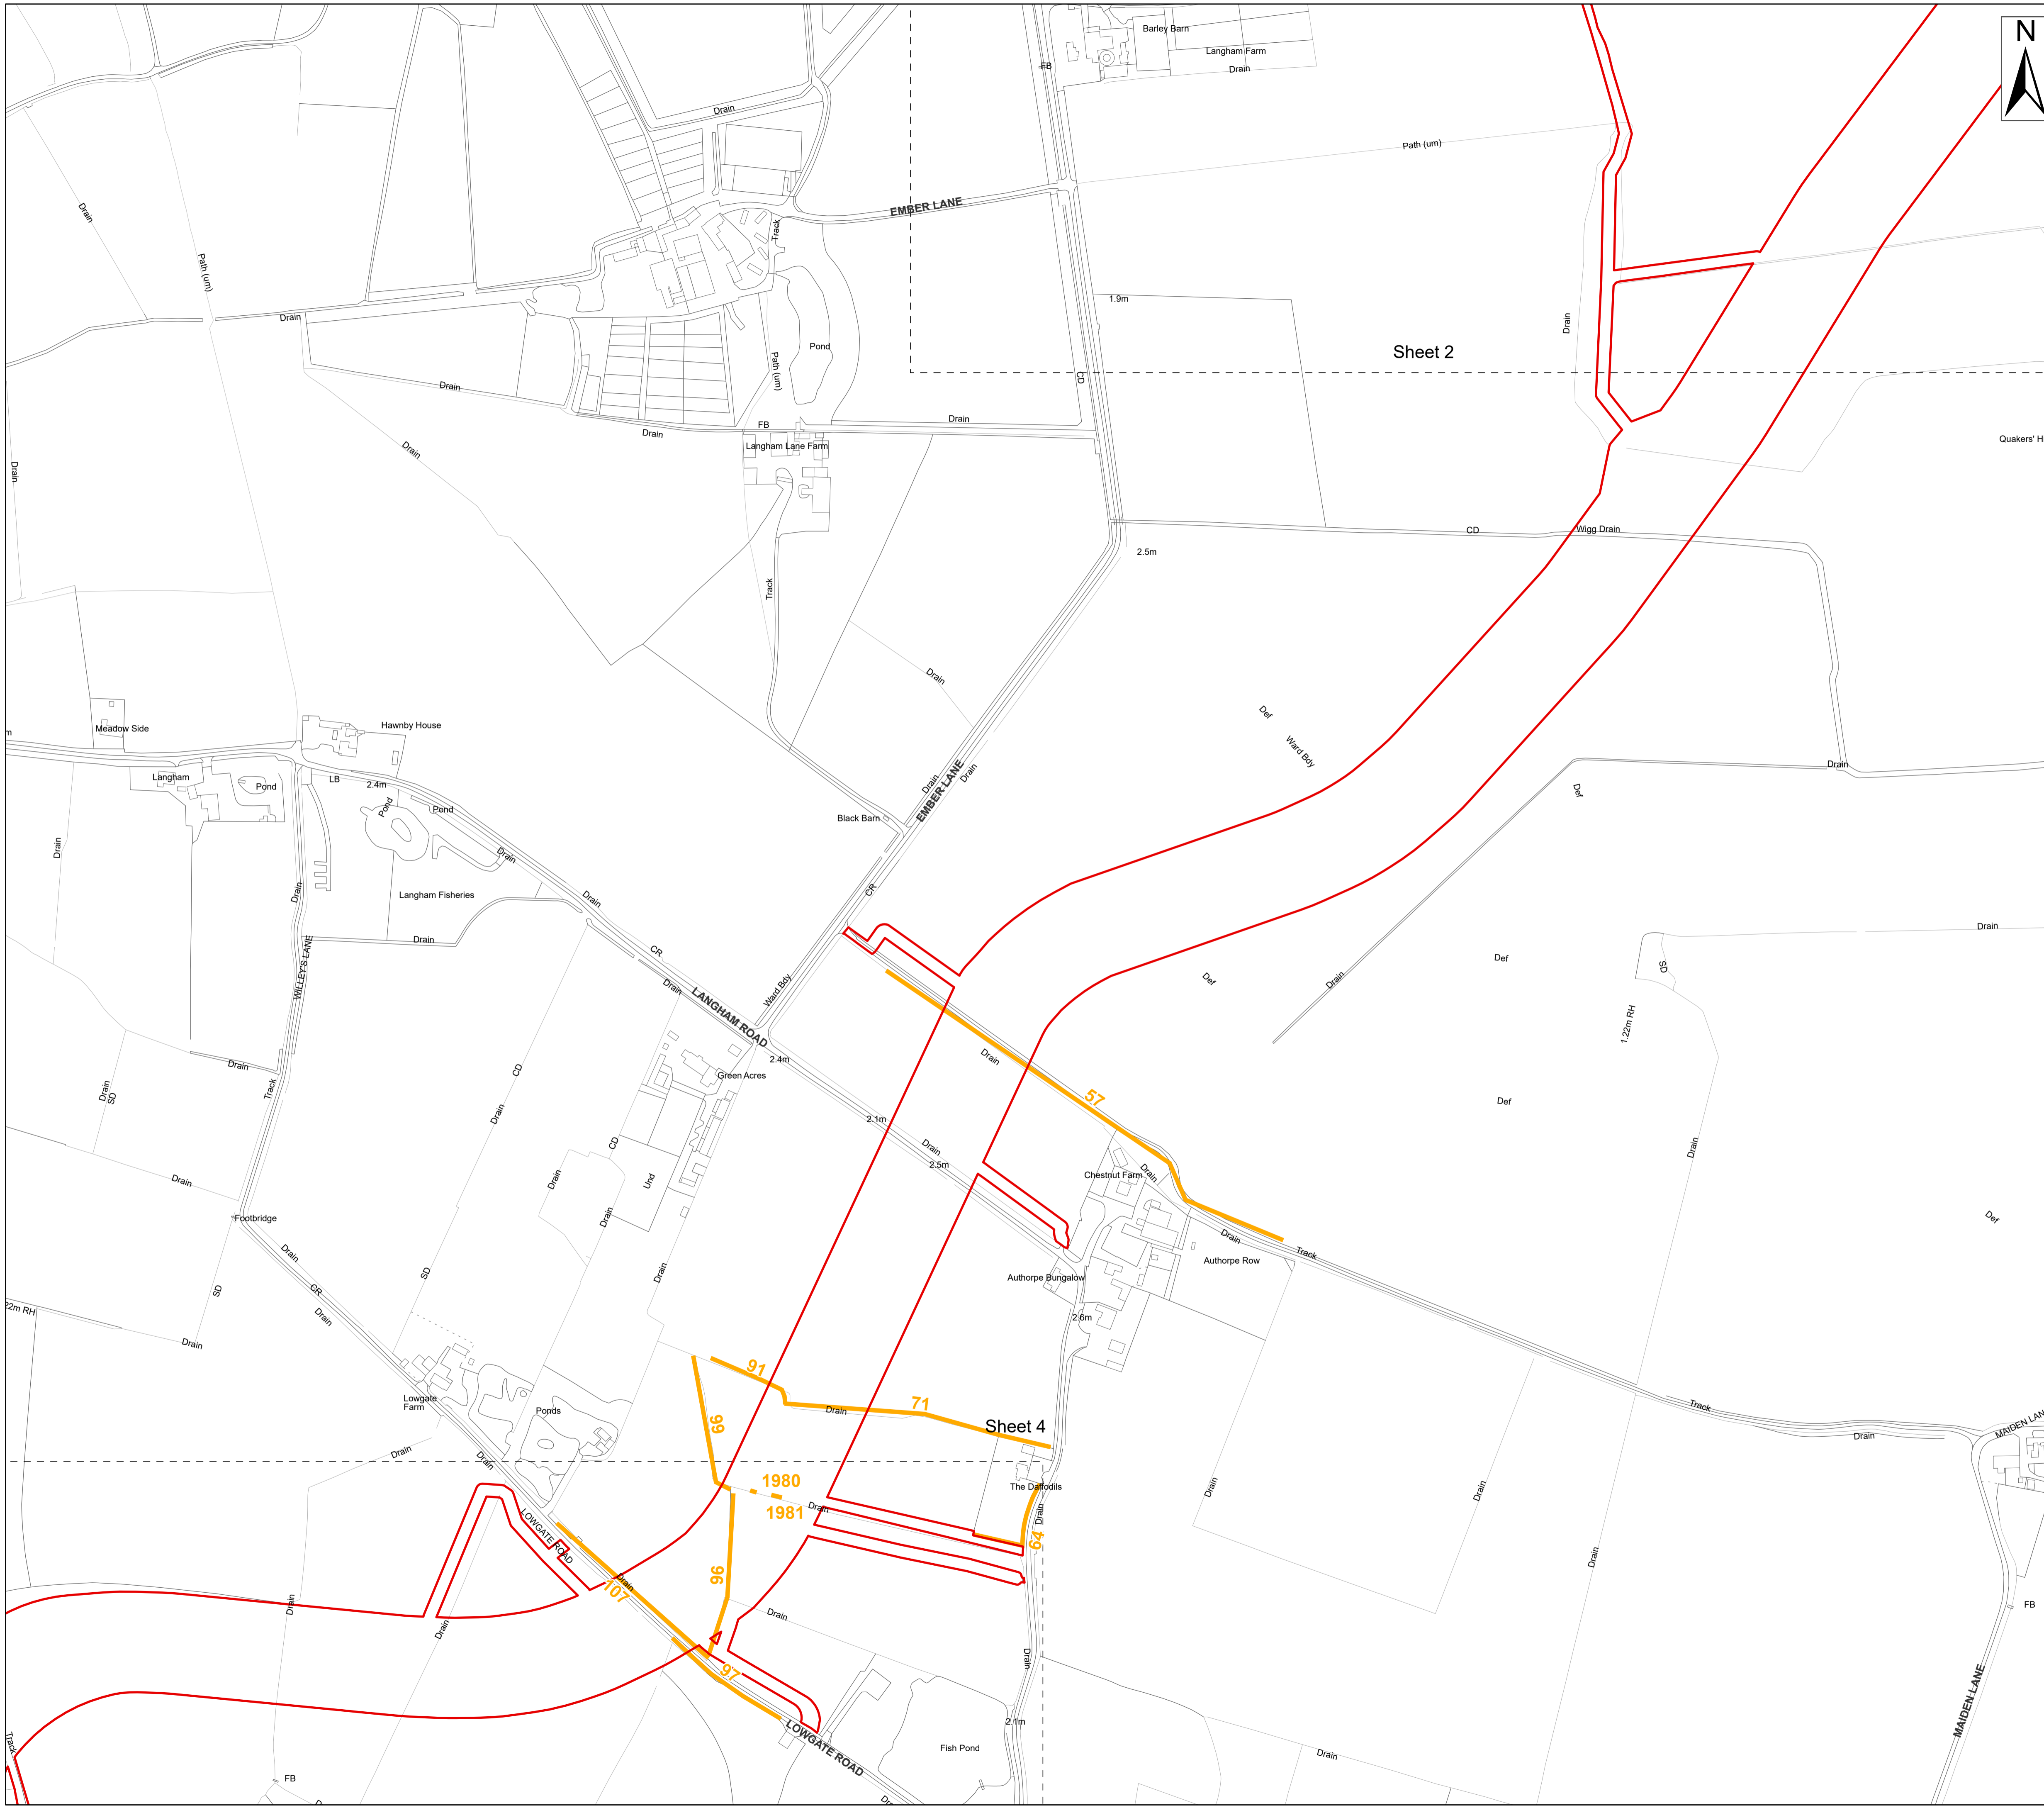 Barley Barn
Langham Farm
Drain
FB
N
Drain
Path (um)
Drain
EMBER LANE
Track
Path (um)
1.9m
Drain
Drain
Pond
Path (um)
Sheet 2
CD
Drain
Drain
FB
Drain
Langham Lane Farm
Drain
Quakers' H
Drain
CD
Wigg Drain
2.5m
Track
Drain
Def
Ward Bdy
Meadow Side
Hawnby House
m
Langham
Pond
LB
2.4m
Pond
Pond
Drain
EMBER LANE
Drain
Drain
Def
Black Barn
Drain
Drain
CR
Drain
Langham Fisheries
Drain
Drain
CR
Drain
WILLEY'S LANE
Drain
LANGHAM ROAD
Ward Bdy
Def
Def
Drain
SD
1.22m RH
2.4m
Green Acres
Drain
Drain
Track
CD
Drain
SD
Drain
57
Def
2.1m
Drain
2.5m
CD
Und
Drain
Drain
Chestnut Farm
Drain
Drain
Drain
Footbridge
Drain
Drain
Track
Authorpe Row
Def
Drain
SD
Drain
Authorpe Bungalow
SD
CR
Drain
22m RH
Drain
2.6m
91
71
Lowgate
Farm
Ponds
99
Drain
Sheet 4
Track
MAIDEN LAN
Drain
Drain
Drain
1980
1981
Drain
The Daffodils
Drain
64
Drain
Drain
LOWGATE ROAD
Drain
107
96
Drain
Drain
Drain
Drain
FB
Drain
97
2.1m
MAIDEN LANE
Track
LOWGATE ROAD
Fish Pond
Drain
FB